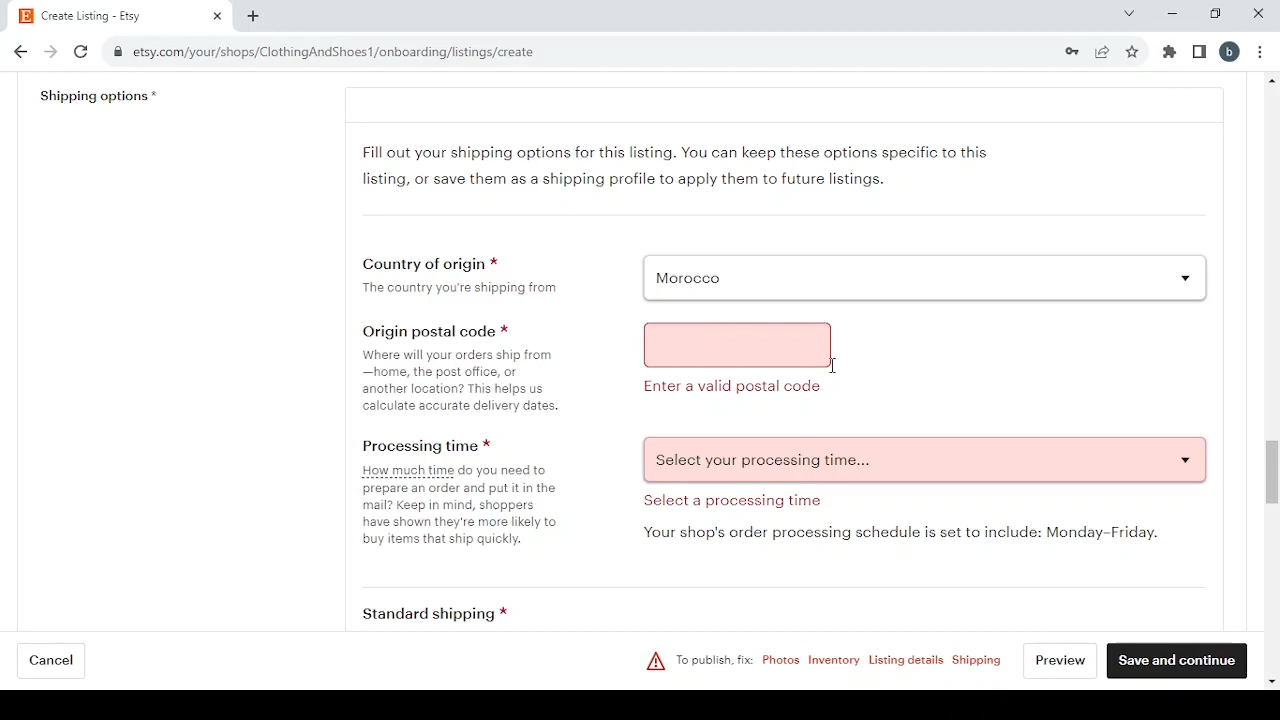 Create Listing - Etsy
etsy.com/your/shops/ClothingAndShoes1/onboarding/listings/create
b
Shipping options *
Fill out your shipping options for this listing. You can keep these options specific to this
listing, or save them as a shipping profile to apply them to future listings.
Country of origin *
The country you're shipping from
Morocco
Origin postal code *
Where will your orders ship from
—home, the post office, or
another location? This helps us
calculate accurate delivery dates.
Enter a valid postal code
Processing time *
How much time do you need to
prepare an order and put it in the
mail? Keep in mind, shoppers
have shown they're more likely to
buy items that ship quickly.
Select your processing time...
Select a processing time
Your shop's order processing schedule is set to include: Monday–Friday.
Standard shipping *
Cancel
To publish, fix: Photos Inventory Listing details Shipping
Preview
Save and continue